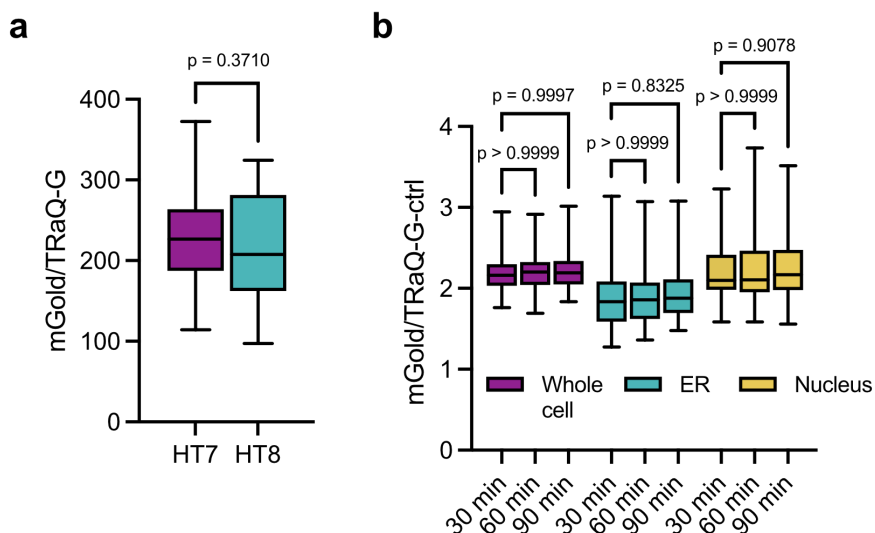 a
p = 0.3710
mGold/TRaQ-G
400
300
200
100
0
HT7
HT8
b
p = 0.9078
p = 0.9997
p = 0.8325
p > 0.9999
p > 0.9999
p > 0.9999
mGold/TRaQ-G-ctrl
4
3
2
1
0
Whole
cell
ER
Nucleus
30 min
60 min
90 min
30 min
60 min
90 min
30 min
60 min
90 min